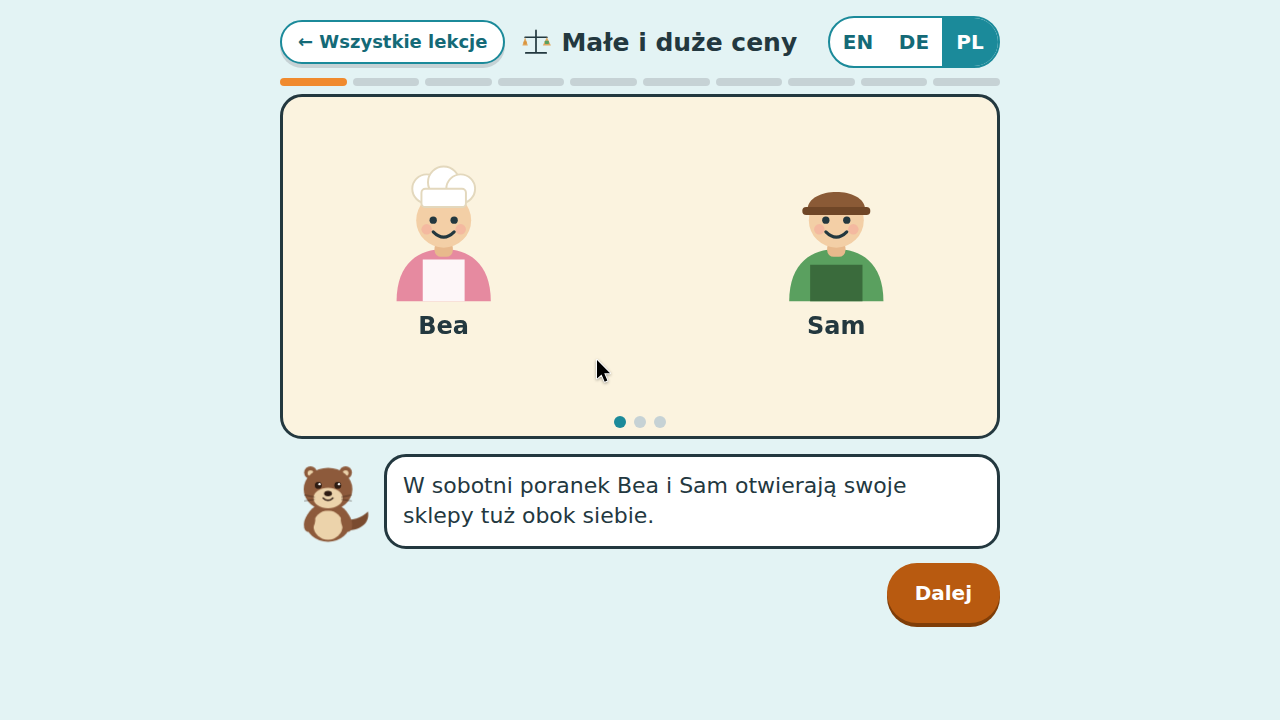 ← Wszystkie lekcje
Małe i duże ceny
EN DE PL
Bea
Sam
W sobotni poranek Bea i Sam otwierają swoje
sklepy tuż obok siebie.
Dalej